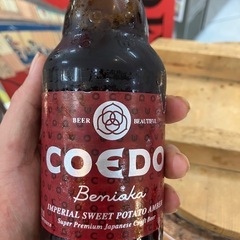 BEER BEAUTIFUL
COEDO
Beniaka
IMPERIAL SWEET POTATO AMBER
Super Premium Japanese Craft Beer